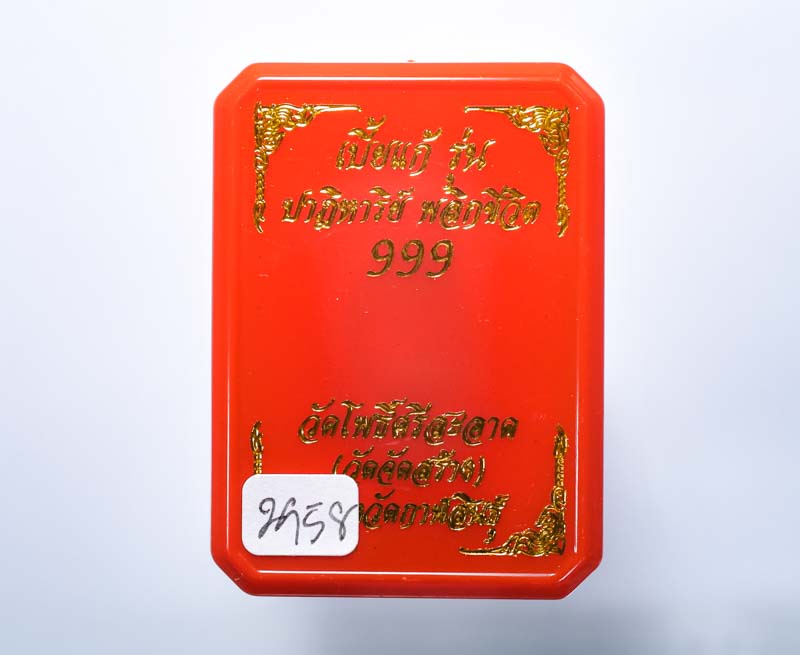 เบี้ยแก้ รุ่น
ปาฏิหาริย์ พลิกชีวิต
999
วัดโพธิ์ศรีสะอาด
(วัดจัดสร้าง)
กาฬสินธุ์